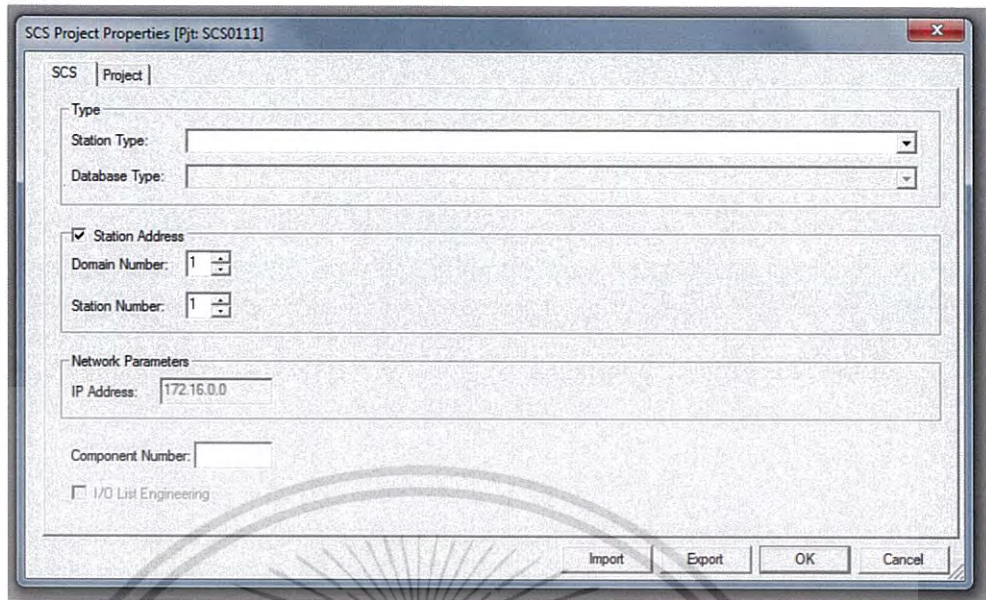 SCS Project Properties [Pjt: SCS0111]
SCS Project
Type
Station Type:
Database Type:
Station Address
Domain Number: 1
Station Number: 1
Network Parameters
IP Address: 172.16.0.0
Component Number:
I/O List Engineering
Import Export OK Cancel